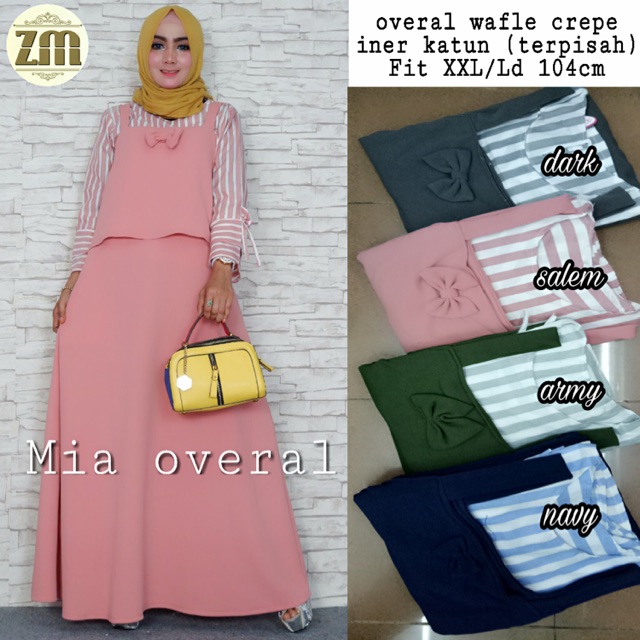 ZM
overal wafle crepe
iner katun (terpisah)
Fit XXL/Ld 104cm
dark
salem
army
navy
Mia overal